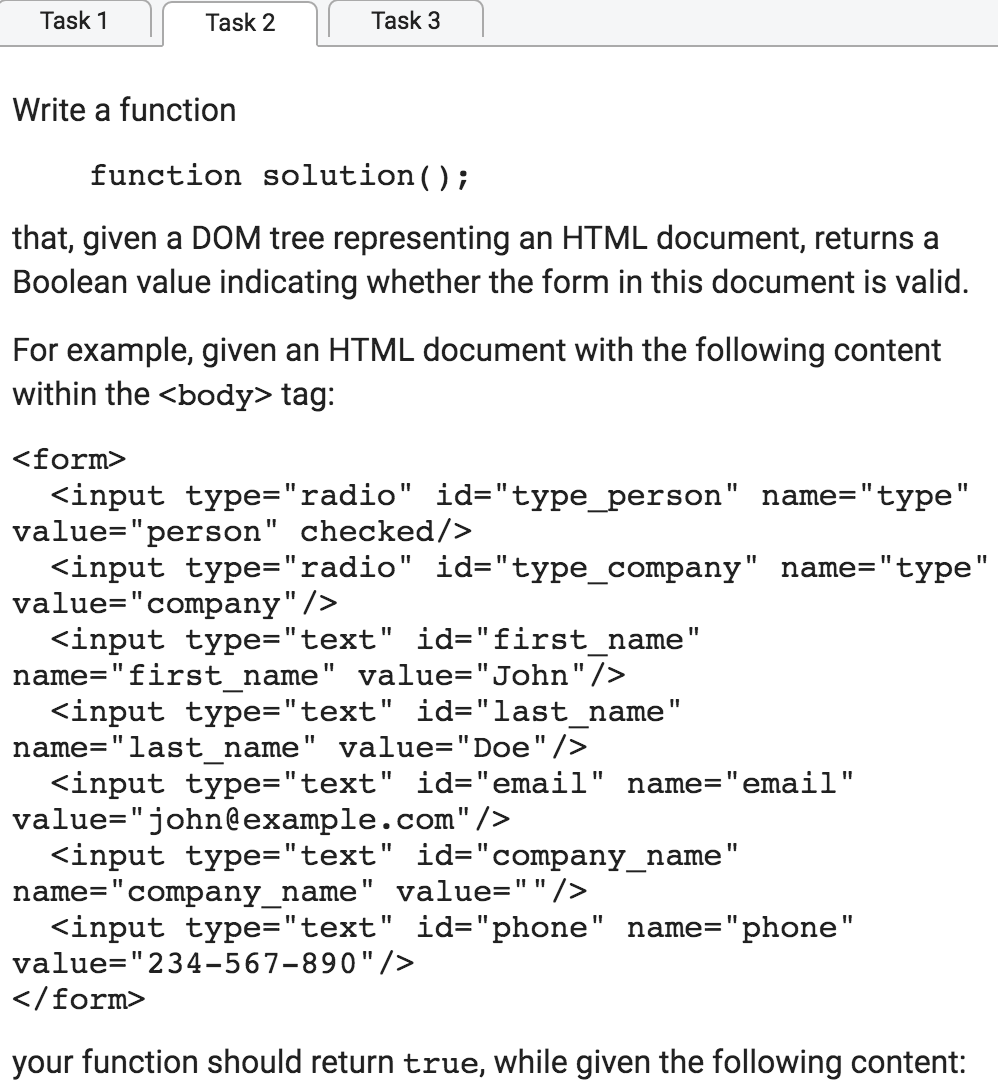 Task 1
Task 2
Task 3
Write a function
function solution();
that, given a DOM tree representing an HTML document, returns a
Boolean value indicating whether the form in this document is valid.
For example, given an HTML document with the following content
within the <body> tag:
<form>
<input type="radio" id="type_person" name="type"
value="person" checked/>
<input type="radio" id="type_company" name="type"
value="company"/>
<input type="text" id="first_name"
name="first_name" value="John"/>
<input type="text" id="last_name"
name="last_name" value="Doe"/>
<input type="text" id="email" name="email"
value="john@example.com"/>
<input type="text" id="company_name"
name="company_name" value=""/>
<input type="text" id="phone" name="phone"
value="234-567-890"/>
</form>
your function should return true, while given the following content: